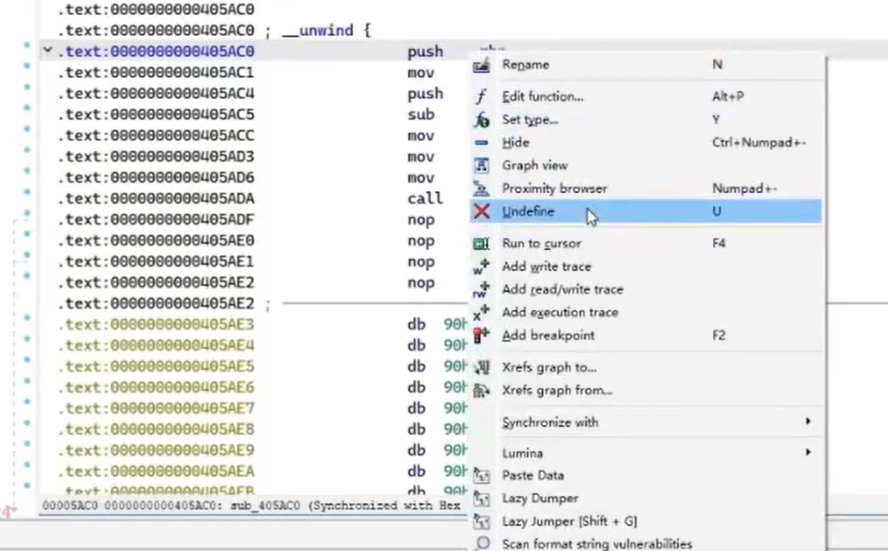 .text:0000000000405AC0
.text:0000000000405AC0 ; __unwind {
.text:0000000000405AC0 push
.text:0000000000405AC1 mov
.text:0000000000405AC4 push
.text:0000000000405AC5 sub
.text:0000000000405ACC mov
.text:0000000000405AD3 mov
.text:0000000000405AD6 mov
.text:0000000000405ADA call
.text:0000000000405ADF nop
.text:0000000000405AE0 nop
.text:0000000000405AE1 nop
.text:0000000000405AE2 nop
.text:0000000000405AE2 ;
.text:0000000000405AE3 db 90h
.text:0000000000405AE4 db 90h
.text:0000000000405AE5 db 90h
.text:0000000000405AE6 db 90h
.text:0000000000405AE7 db 90h
.text:0000000000405AE8 db 90h
.text:0000000000405AE9 db 90h
.text:0000000000405AEA db 90h
.text:0000000000405AEB db 90h
00005AC0 0000000000405AC0: sub_405AC0 (Synchronized with Hex
Rename N
Edit function... Alt+P
Set type... Y
Hide Ctrl+Numpad+-
Graph view
Proximity browser Numpad+-
Undefine U
Run to cursor F4
Add write trace
Add read/write trace
Add execution trace
Add breakpoint F2
Xrefs graph to...
Xrefs graph from...
Synchronize with
Lumina
Paste Data
Lazy Dumper
Lazy Jumper [Shift + G]
Scan format string vulnerabilities